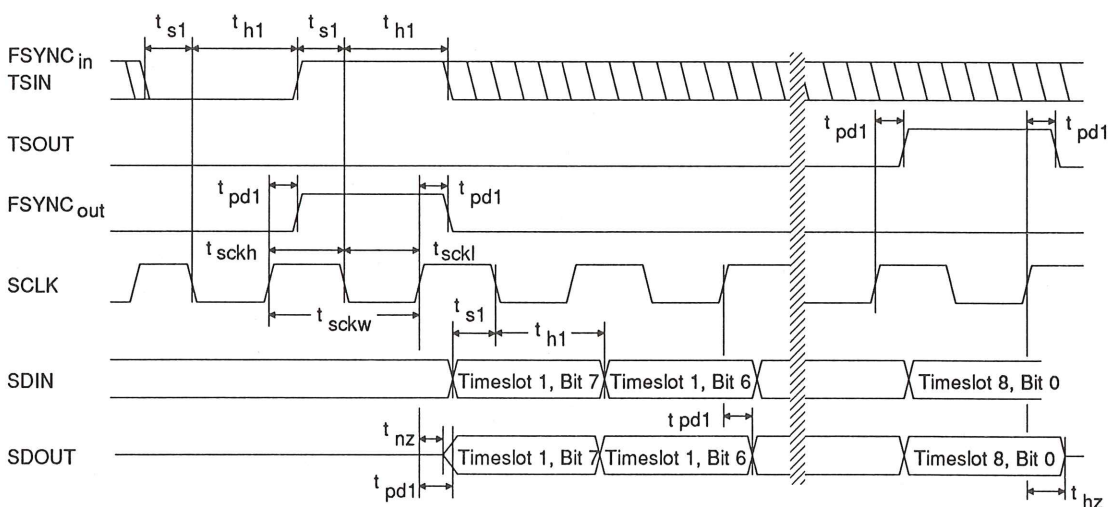 t s1 t h1 t s1 t h1
FSYNC in
TSIN
TSOUT
t pd1 t pd1
FSYNC out
t pd1 t pd1
t sckh t sckl
SCLK
t sckw
t s1 t h1
SDIN
Timeslot 1, Bit 7 Timeslot 1, Bit 6 Timeslot 8, Bit 0
t nz t pd1
SDOUT
Timeslot 1, Bit 7 Timeslot 1, Bit 6 Timeslot 8, Bit 0
t pd1 t hz